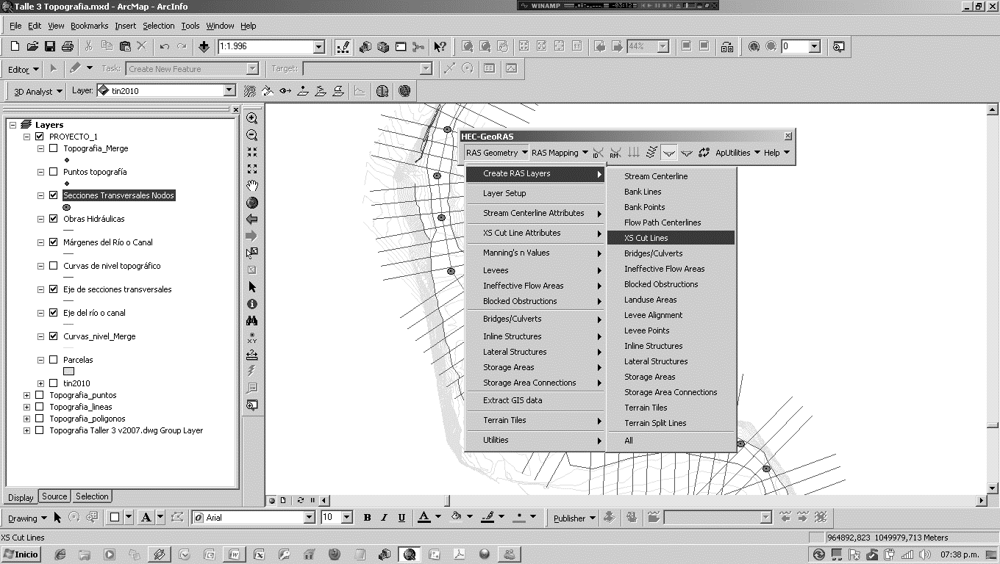 Talle 3 Topografia.mxd - ArcMap - ArcInfo
WINAMP -03:12
File Edit View Bookmarks Insert Selection Tools Window Help
1:1.996 44% 0
Editor Task: Create New Feature Target:
3D Analyst Layer: tin2010
Layers
PROYECTO_1
Topografia_Merge
Puntos topografía
Secciones Transversales Nodos
Obras Hidráulicas
Márgenes del Río o Canal
Curvas de nivel topográfico
Eje de secciones transversales
Eje del río o canal
Curvas_nivel_Merge
Parcelas
tin2010
Topografia_puntos
Topografia_lineas
Topografia_poligonos
Topografia Taller 3 v2007.dwg Group Layer
Display Source Selection
XY
HEC-GeoRAS
RAS Geometry RAS Mapping ID RM ApUtilities Help
Create RAS Layers
Layer Setup
Stream Centerline Attributes
XS Cut Line Attributes
Manning's n Values
Levees
Ineffective Flow Areas
Blocked Obstructions
Bridges/Culverts
Inline Structures
Lateral Structures
Storage Areas
Storage Area Connections
Extract GIS data
Terrain Tiles
Utilities
Stream Centerline
Bank Lines
Bank Points
Flow Path Centerlines
XS Cut Lines
Bridges/Culverts
Ineffective Flow Areas
Blocked Obstructions
Landuse Areas
Levee Alignment
Levee Points
Inline Structures
Lateral Structures
Storage Areas
Storage Area Connections
Terrain Tiles
Terrain Split Lines
All
Drawing A Arial 10 B I U A Publisher
XS Cut Lines 964892,823 1049979,713 Meters
Inicio 07:38 p.m.